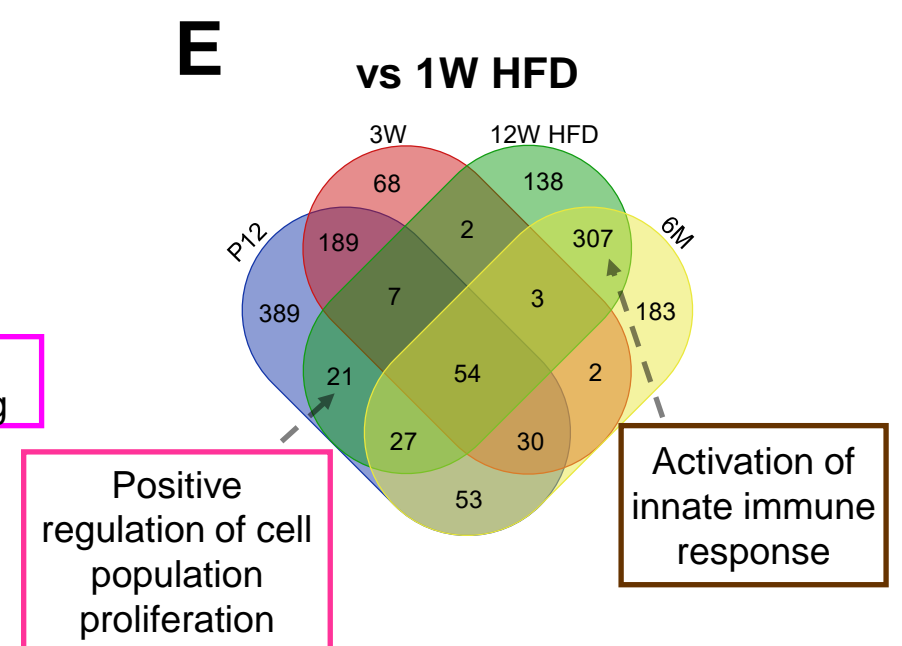 E
vs 1W HFD
3W
12W HFD
P12
6M
68
138
2
189
307
7
3
389
183
21
54
2
27
30
53
g
Positive
regulation of cell
population
proliferation
Activation of
innate immune
response